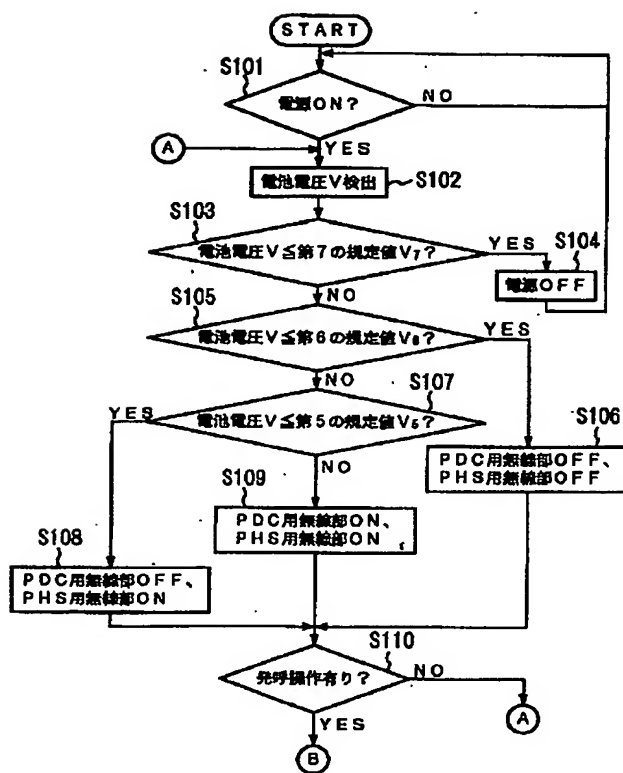 START
S101
電源ON?
NO
A
YES
電池電圧V検出
S102
S103
電池電圧V≦第7の規定値V7?
YES
S104
電源OFF
NO
S105
電池電圧V≦第6の規定値V6?
YES
NO
S107
電池電圧V≦第5の規定値V5?
YES
NO
S106
PDC用無線部OFF、
PHS用無線部OFF
S109
PDC用無線部ON、
PHS用無線部ON
S108
PDC用無線部OFF、
PHS用無線部ON
S110
発呼操作有り?
NO
A
YES
B